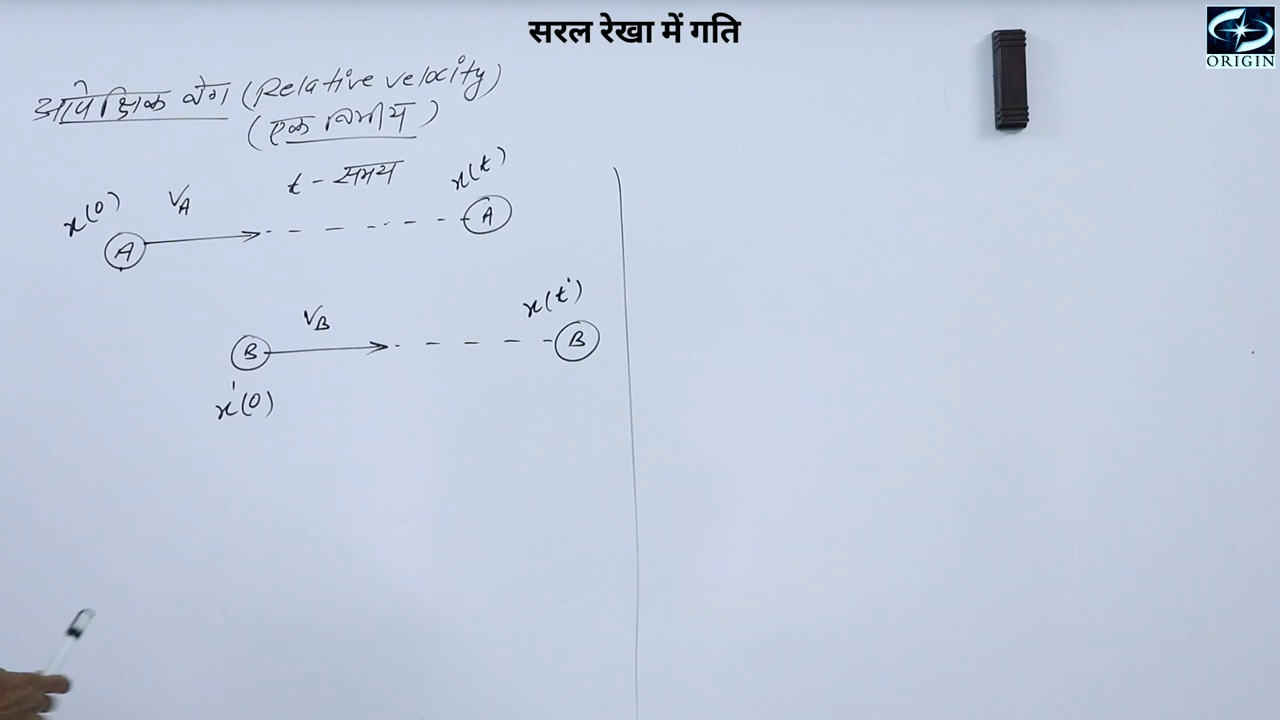 सरल रेखा में गति
ORIGIN
आपेक्षिक वेग (Relative velocity)
(एक विमीय)
t - समय
x(0) V_A x(t)
A A
V_B x(t')
B B
x'(0)